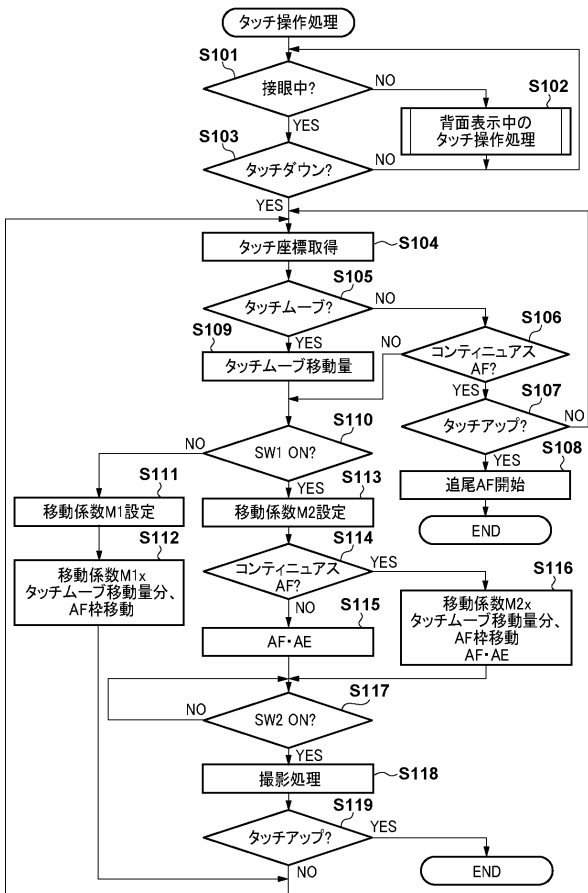 タッチ操作処理
S101
接眼中?
NO
YES
S102
背面表示中の
タッチ操作処理
S103
タッチダウン?
NO
YES
タッチ座標取得
S104
S105
タッチムーブ?
NO
YES
S106
コンティニュアス
AF?
NO
YES
S107
タッチアップ?
NO
YES
S108
追尾AF開始
END
S109
タッチムーブ移動量
S110
SW1 ON?
NO
YES
S111
移動係数M1設定
S112
移動係数M1x
タッチムーブ移動量分、
AF枠移動
S113
移動係数M2設定
S114
コンティニュアス
AF?
YES
NO
S115
AF・AE
S116
移動係数M2x
タッチムーブ移動量分、
AF枠移動
AF・AE
S117
SW2 ON?
NO
YES
撮影処理
S118
S119
タッチアップ?
YES
NO
END